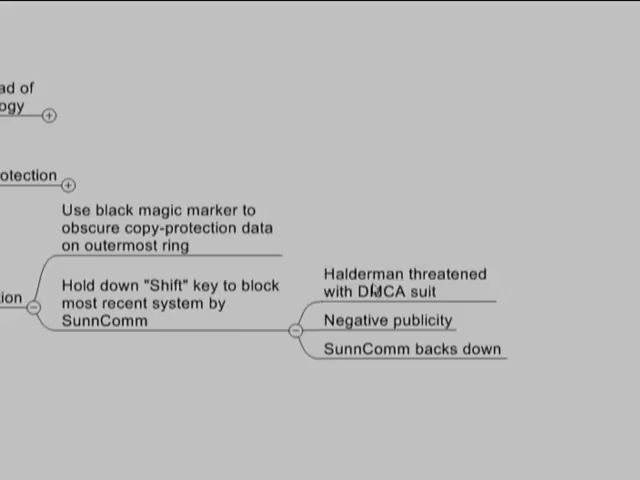 ad of
ogy
otection
Use black magic marker to
obscure copy-protection data
on outermost ring
tion
Hold down "Shift" key to block
most recent system by
SunnComm
Halderman threatened
with DMCA suit
Negative publicity
SunnComm backs down